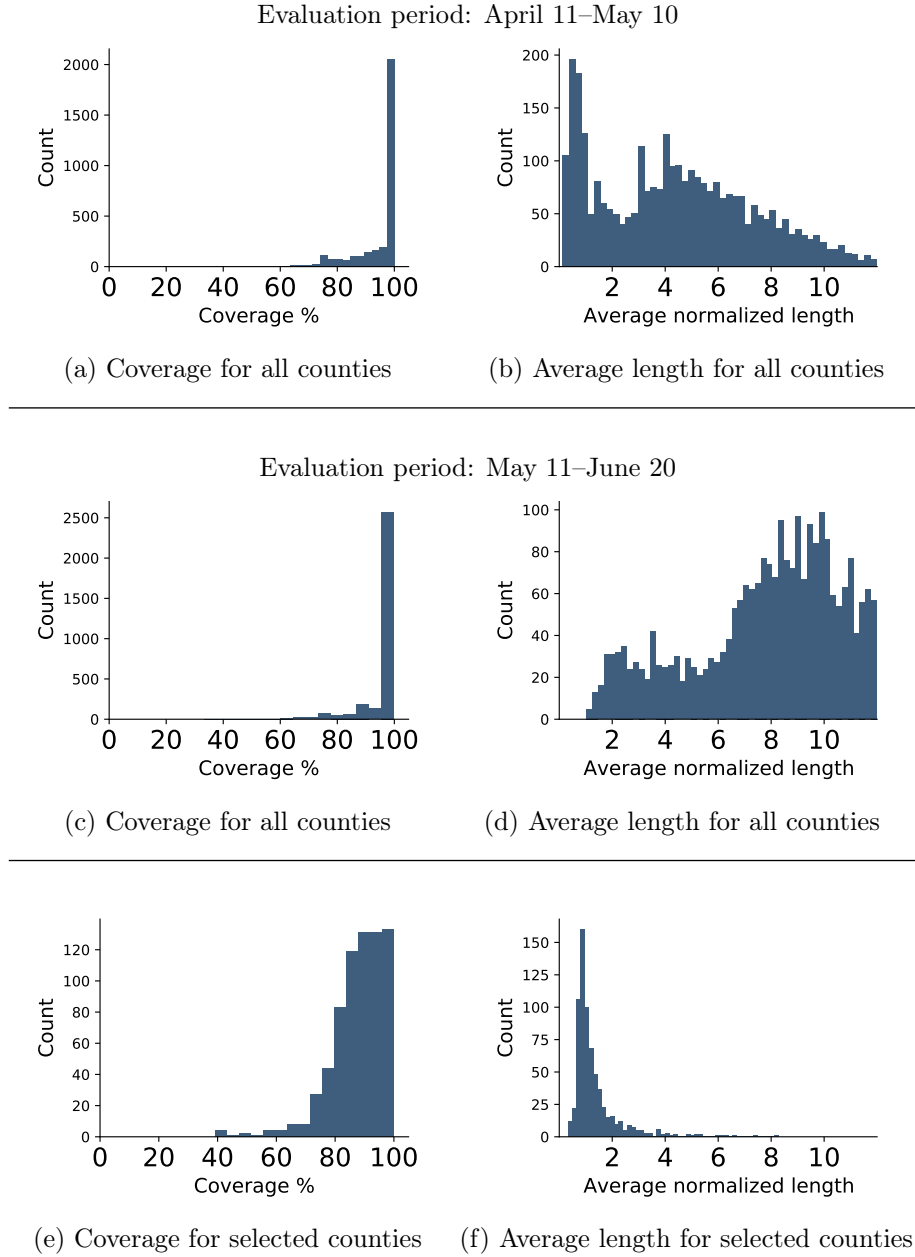 Evaluation period: April 11–May 10
2000
1500
1000
500
0
Count
0 20 40 60 80 100
Coverage %
200
150
100
50
0
Count
2 4 6 8 10
Average normalized length
(a) Coverage for all counties
(b) Average length for all counties
Evaluation period: May 11–June 20
2500
2000
1500
1000
500
0
Count
0 20 40 60 80 100
Coverage %
100
80
60
40
20
0
Count
2 4 6 8 10
Average normalized length
(c) Coverage for all counties
(d) Average length for all counties
120
100
80
60
40
20
0
Count
0 20 40 60 80 100
Coverage %
150
125
100
75
50
25
0
Count
2 4 6 8 10
Average normalized length
(e) Coverage for selected counties
(f) Average length for selected counties